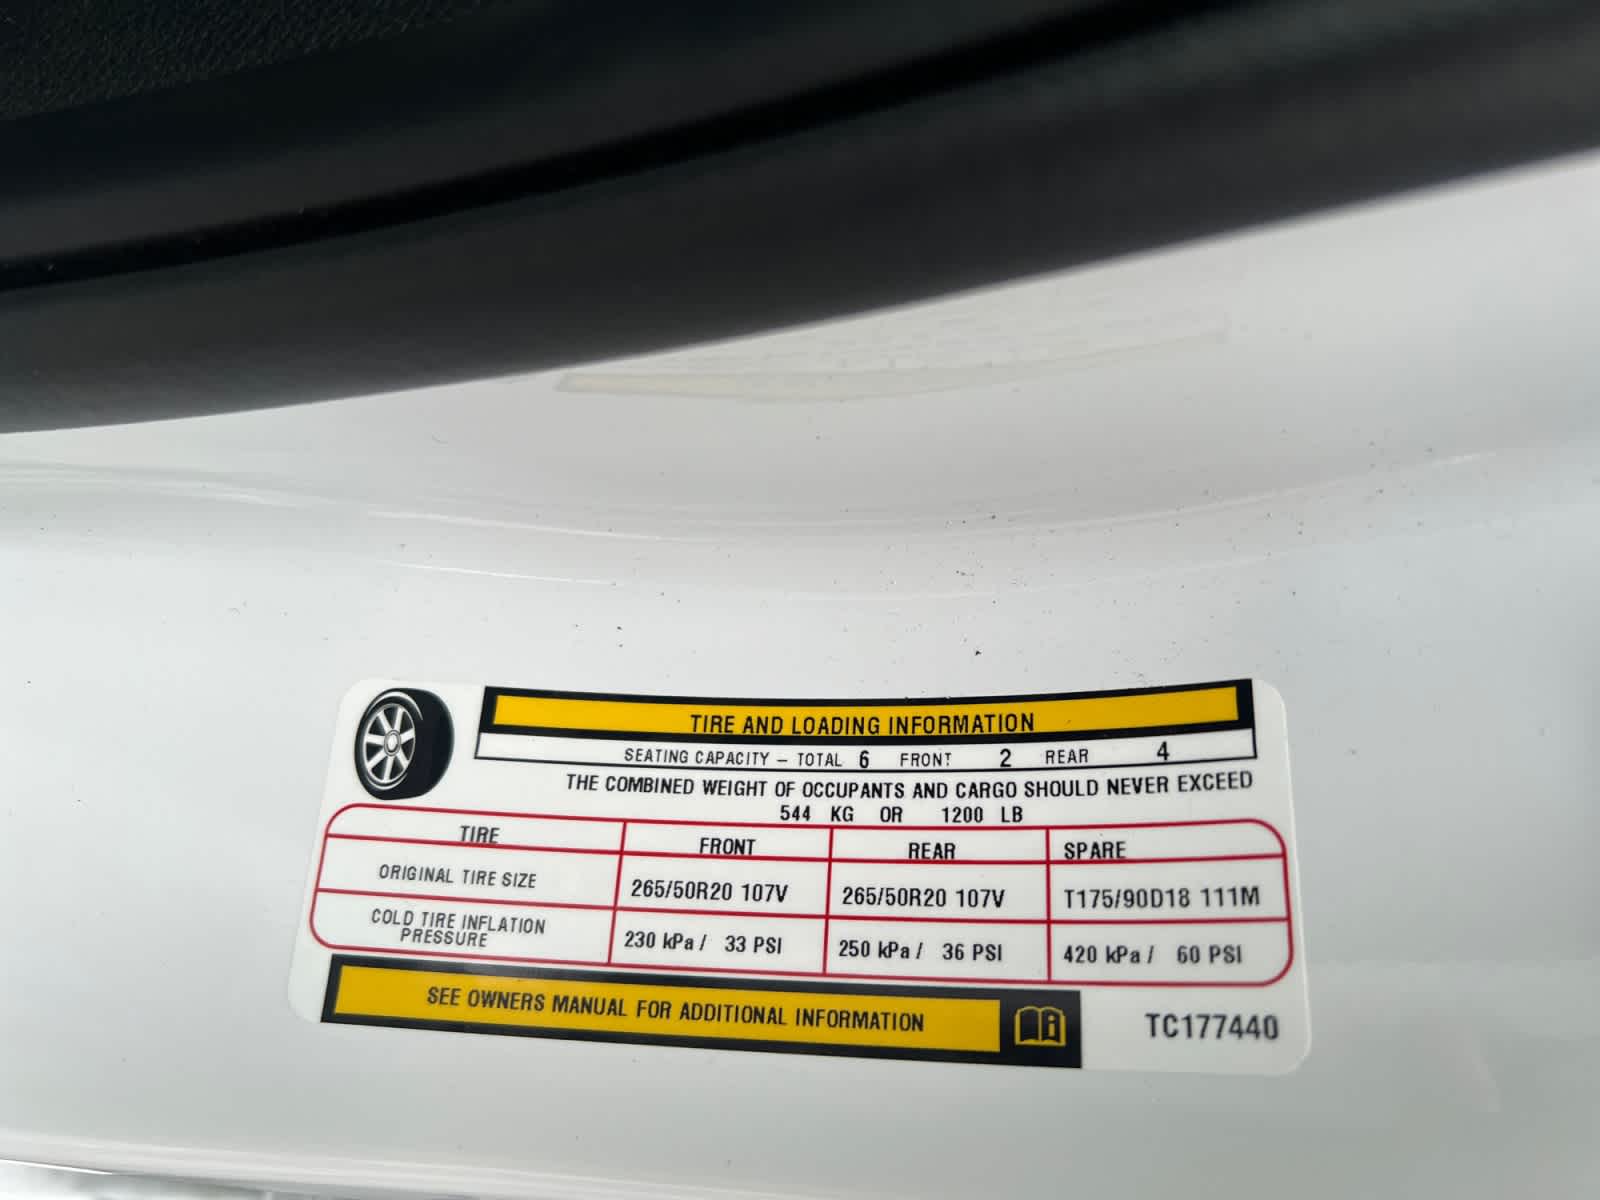 TIRE AND LOADING INFORMATION
SEATING CAPACITY – TOTAL 6 FRONT 2 REAR 4
THE COMBINED WEIGHT OF OCCUPANTS AND CARGO SHOULD NEVER EXCEED
544 KG OR 1200 LB
TIRE FRONT REAR SPARE
ORIGINAL TIRE SIZE 265/50R20 107V 265/50R20 107V T175/90D18 111M
COLD TIRE INFLATION
PRESSURE 230 kPa / 33 PSI 250 kPa / 36 PSI 420 kPa / 60 PSI
SEE OWNERS MANUAL FOR ADDITIONAL INFORMATION
TC177440